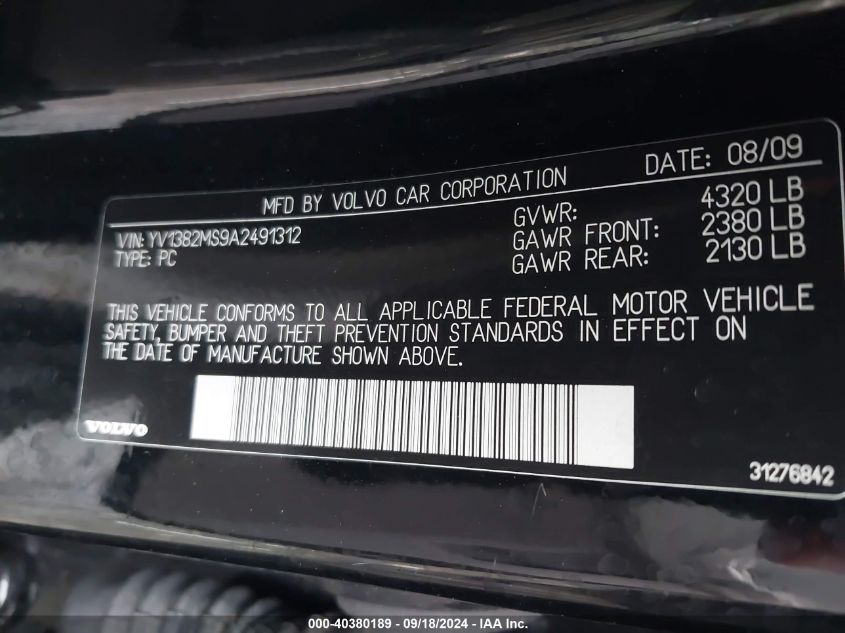 DATE: 08/09
MFD BY VOLVO CAR CORPORATION
VIN: YV1382MS9A2491312
TYPE: PC
GVWR: 4320 LB
GAWR FRONT: 2380 LB
GAWR REAR: 2130 LB
THIS VEHICLE CONFORMS TO ALL APPLICABLE FEDERAL MOTOR VEHICLE
SAFETY, BUMPER AND THEFT PREVENTION STANDARDS IN EFFECT ON
THE DATE OF MANUFACTURE SHOWN ABOVE.
VOLVO
31276842
000-40380189 - 09/18/2024 - IAA Inc.